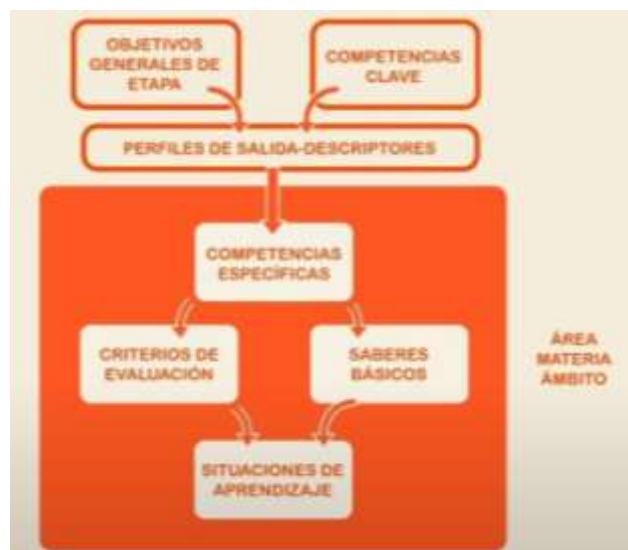 OBJETIVOS
GENERALES DE
ETAPA
COMPETENCIAS
CLAVE
PERFILES DE SALIDA-DESCRIPTORES
COMPETENCIAS
ESPECÍFICAS
CRITERIOS DE
EVALUACIÓN
SABERES
BÁSICOS
ÁREA
MATERIA
ÁMBITO
SITUACIONES DE
APRENDIZAJE